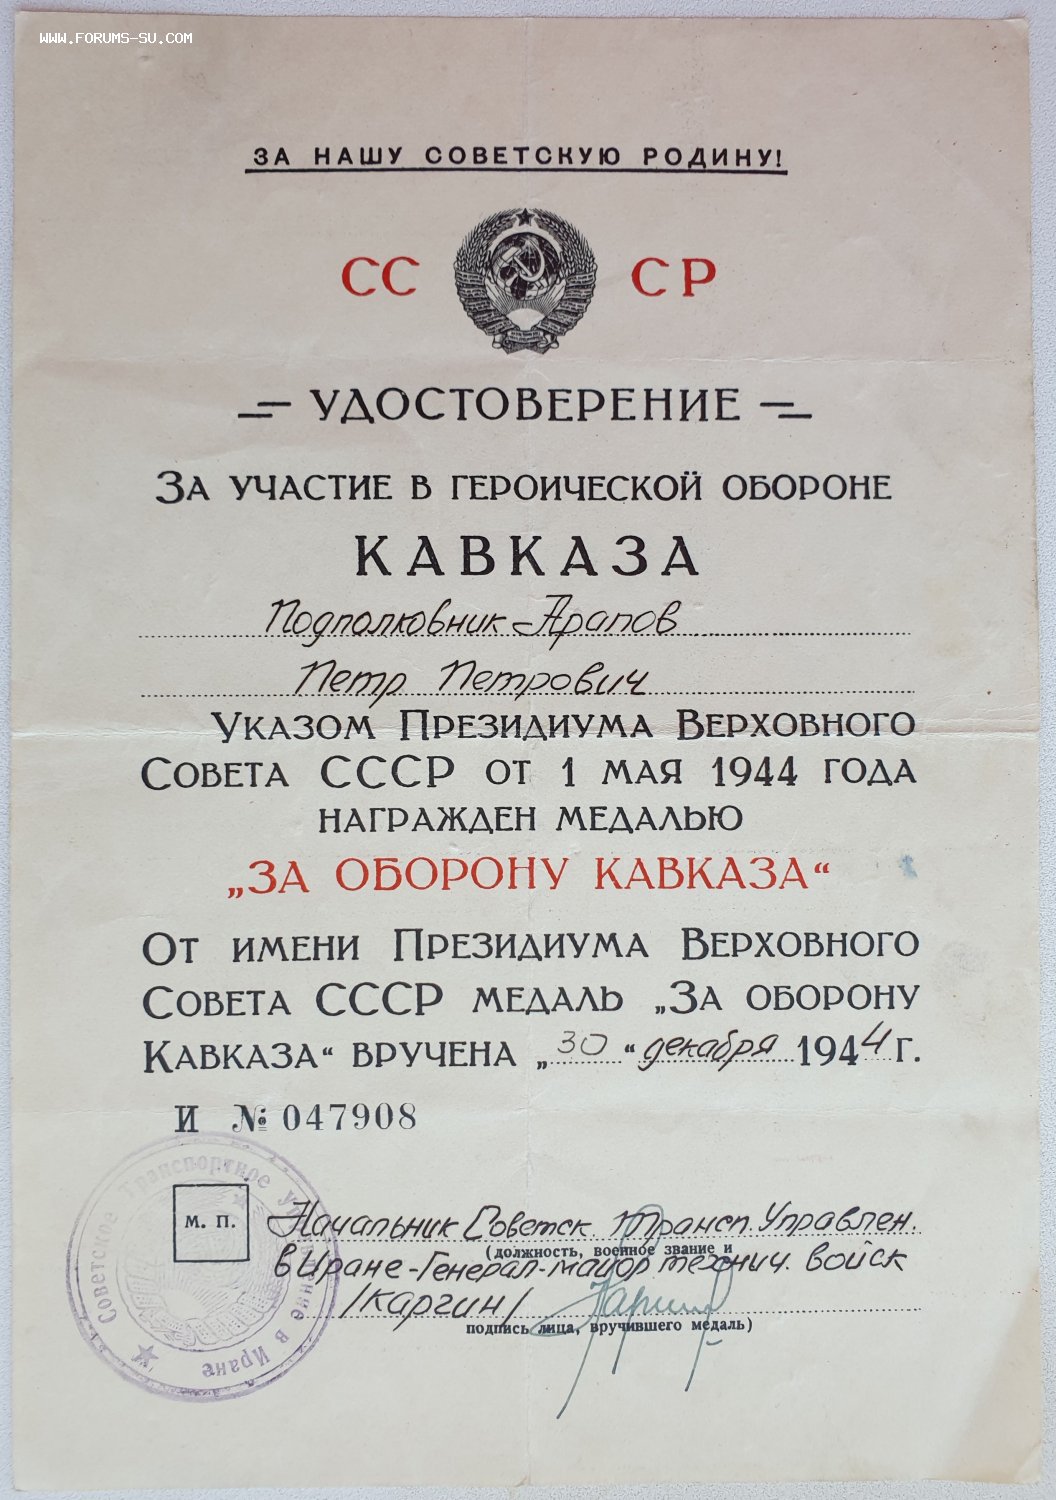 WWW.FORUMS-SU.COM
ЗА НАШУ СОВЕТСКУЮ РОДИНУ!
СС СР
УДОСТОВЕРЕНИЕ
ЗА УЧАСТИЕ В ГЕРОИЧЕСКОЙ ОБОРОНЕ
КАВКАЗА
Подполковник Арапов
Петр Петрович
УКАЗОМ ПРЕЗИДИУМА ВЕРХОВНОГО
СОВЕТА СССР ОТ 1 МАЯ 1944 ГОДА
НАГРАЖДЕН МЕДАЛЬЮ
„ЗА ОБОРОНУ КАВКАЗА“
ОТ ИМЕНИ ПРЕЗИДИУМА ВЕРХОВНОГО
СОВЕТА СССР МЕДАЛЬ „ЗА ОБОРОНУ
КАВКАЗА“ ВРУЧЕНА „30“ декабря 1944 Г.
И № 047908
М. П.
Начальник Советск. Трансп. Управлен.
(должность, военное звание и
в Иране-Генерал-майор технич. войск
/Каргин/ Каргин
подпись лица, вручившего медаль)
Советское Транспортное управление в Иране